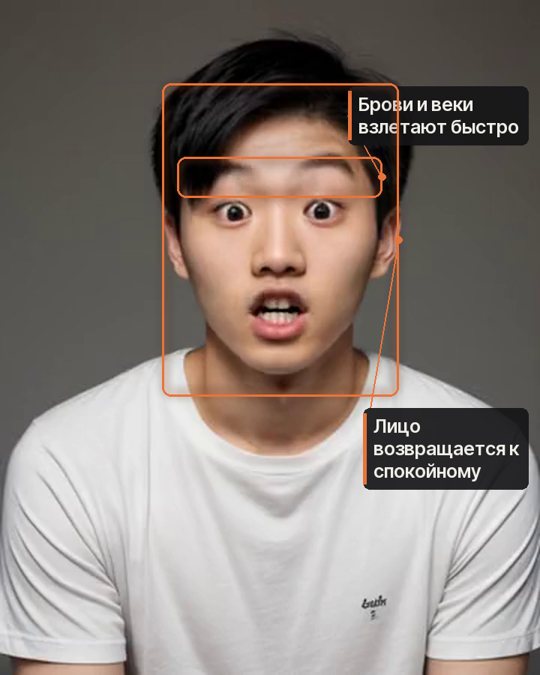 Брови и веки
взлетают быстро
Лицо
возвращается к
спокойному